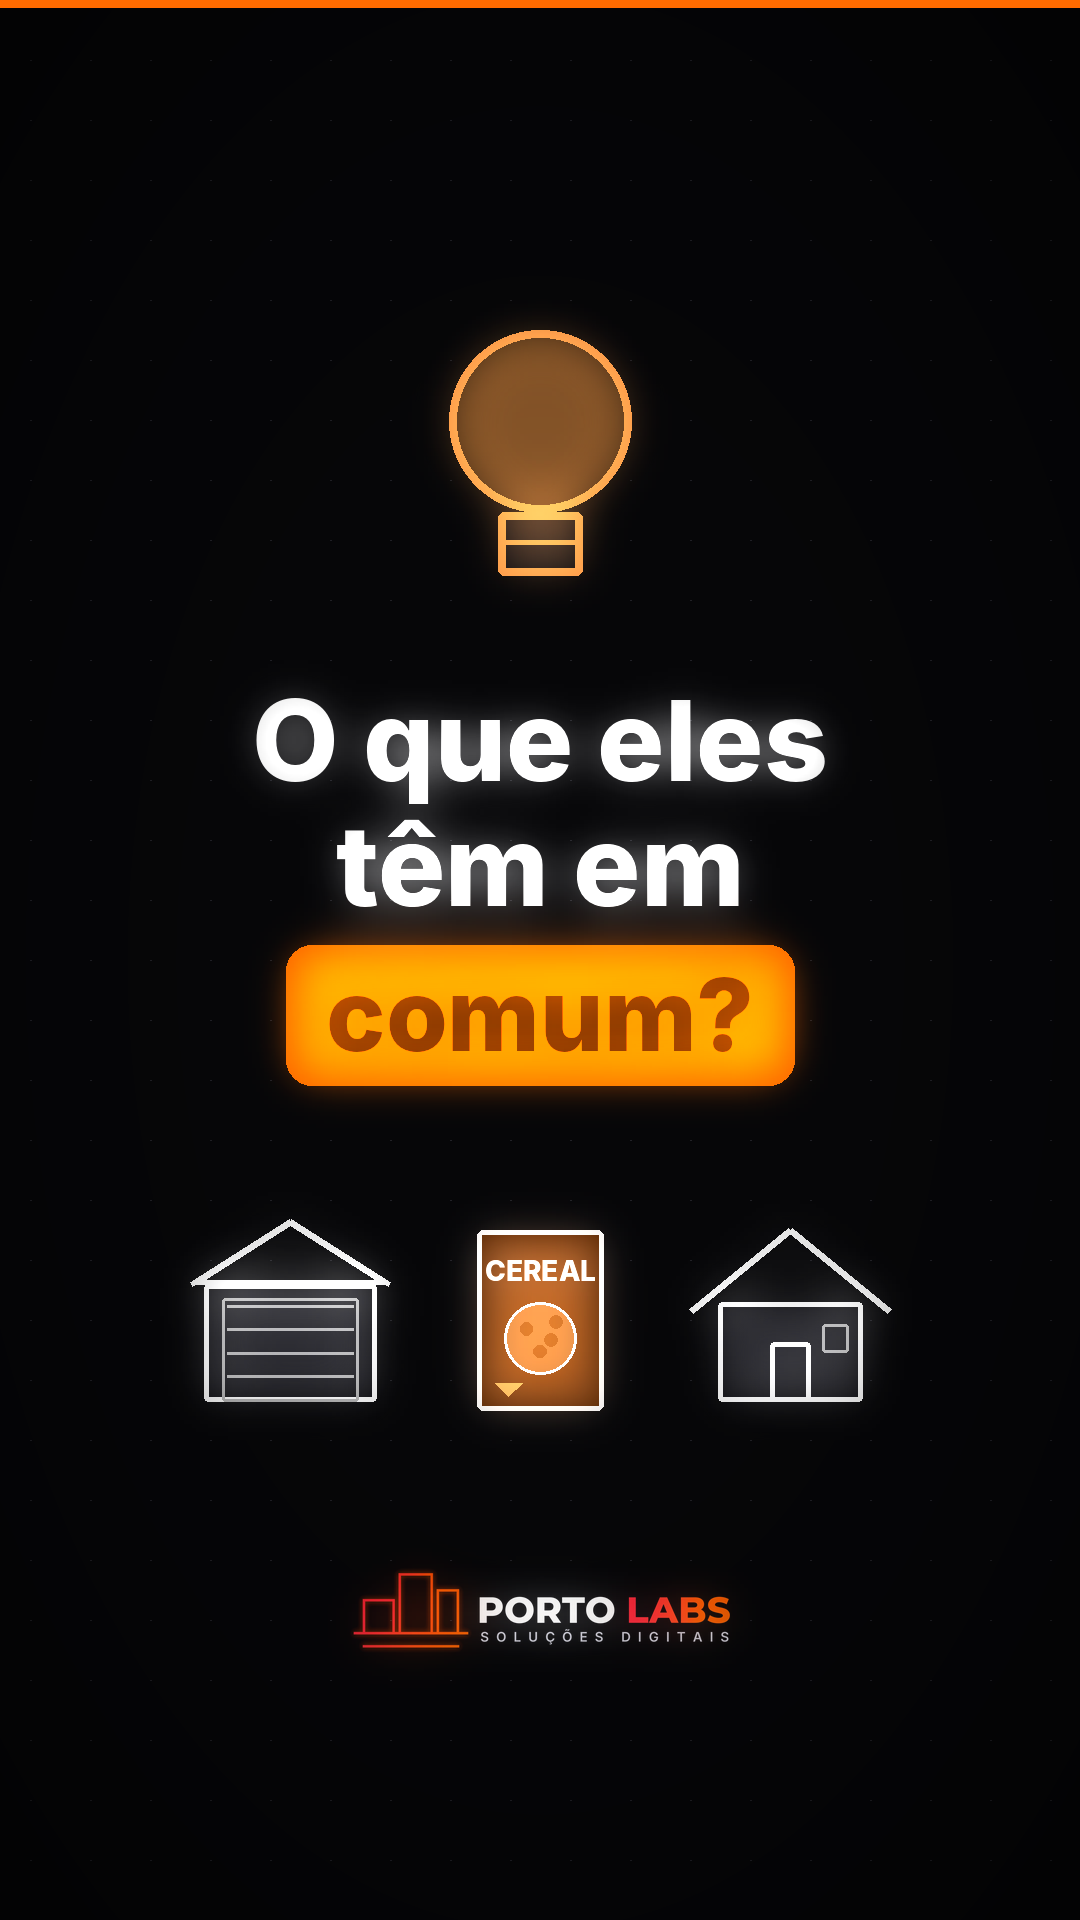 O que eles
têm em
comum?
CEREAL
PORTO LABS
SOLUÇÕES DIGITAIS